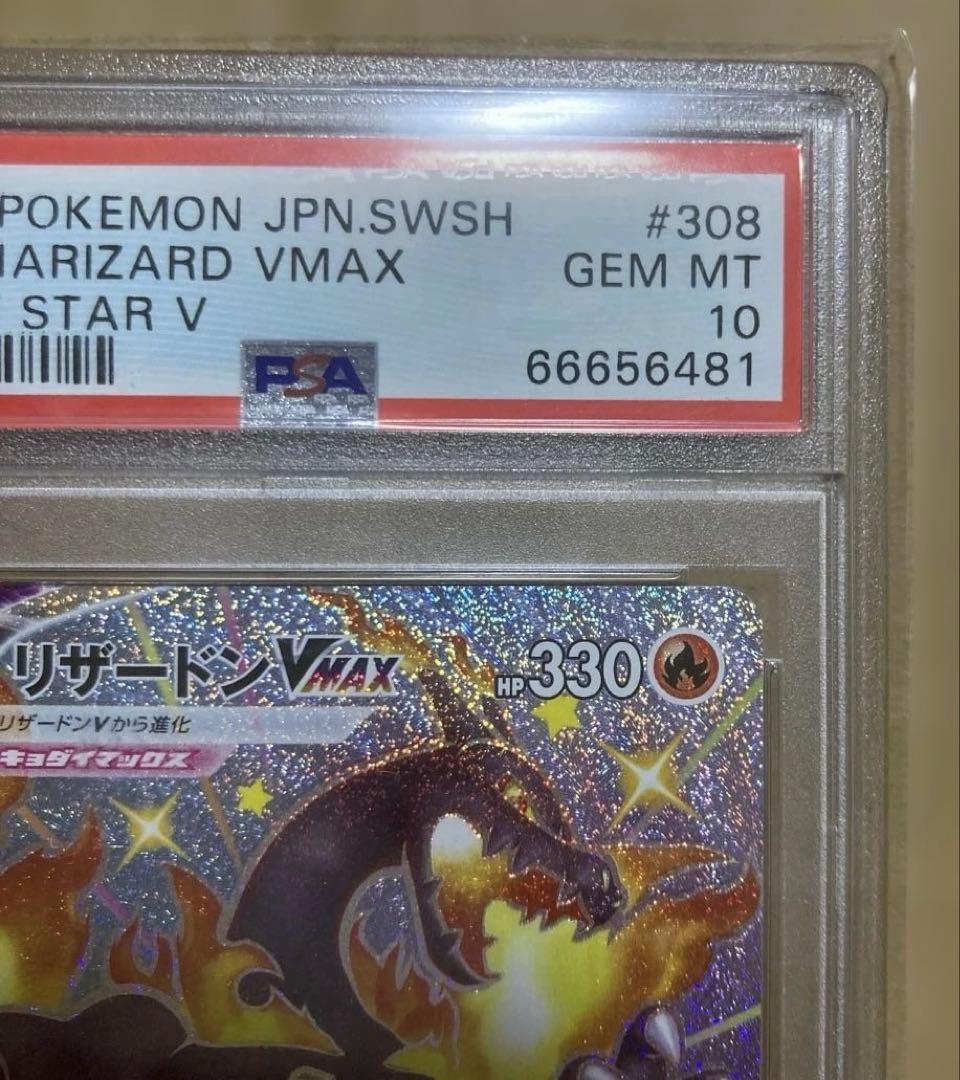 POKEMON JPN.SWSH #308
ARIZARD VMAX GEM MT
STAR V 10
PSA 66656481
リザードンVMAX HP330
リザードンVから進化
キョダイマックス